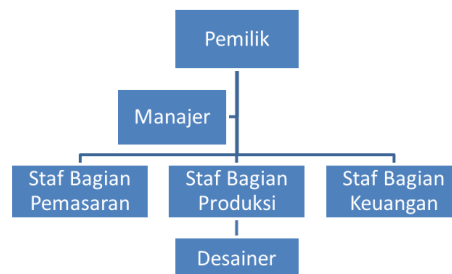 Pemilik
Manajer
Staf Bagian
Pemasaran
Staf Bagian
Produksi
Staf Bagian
Keuangan
Desainer